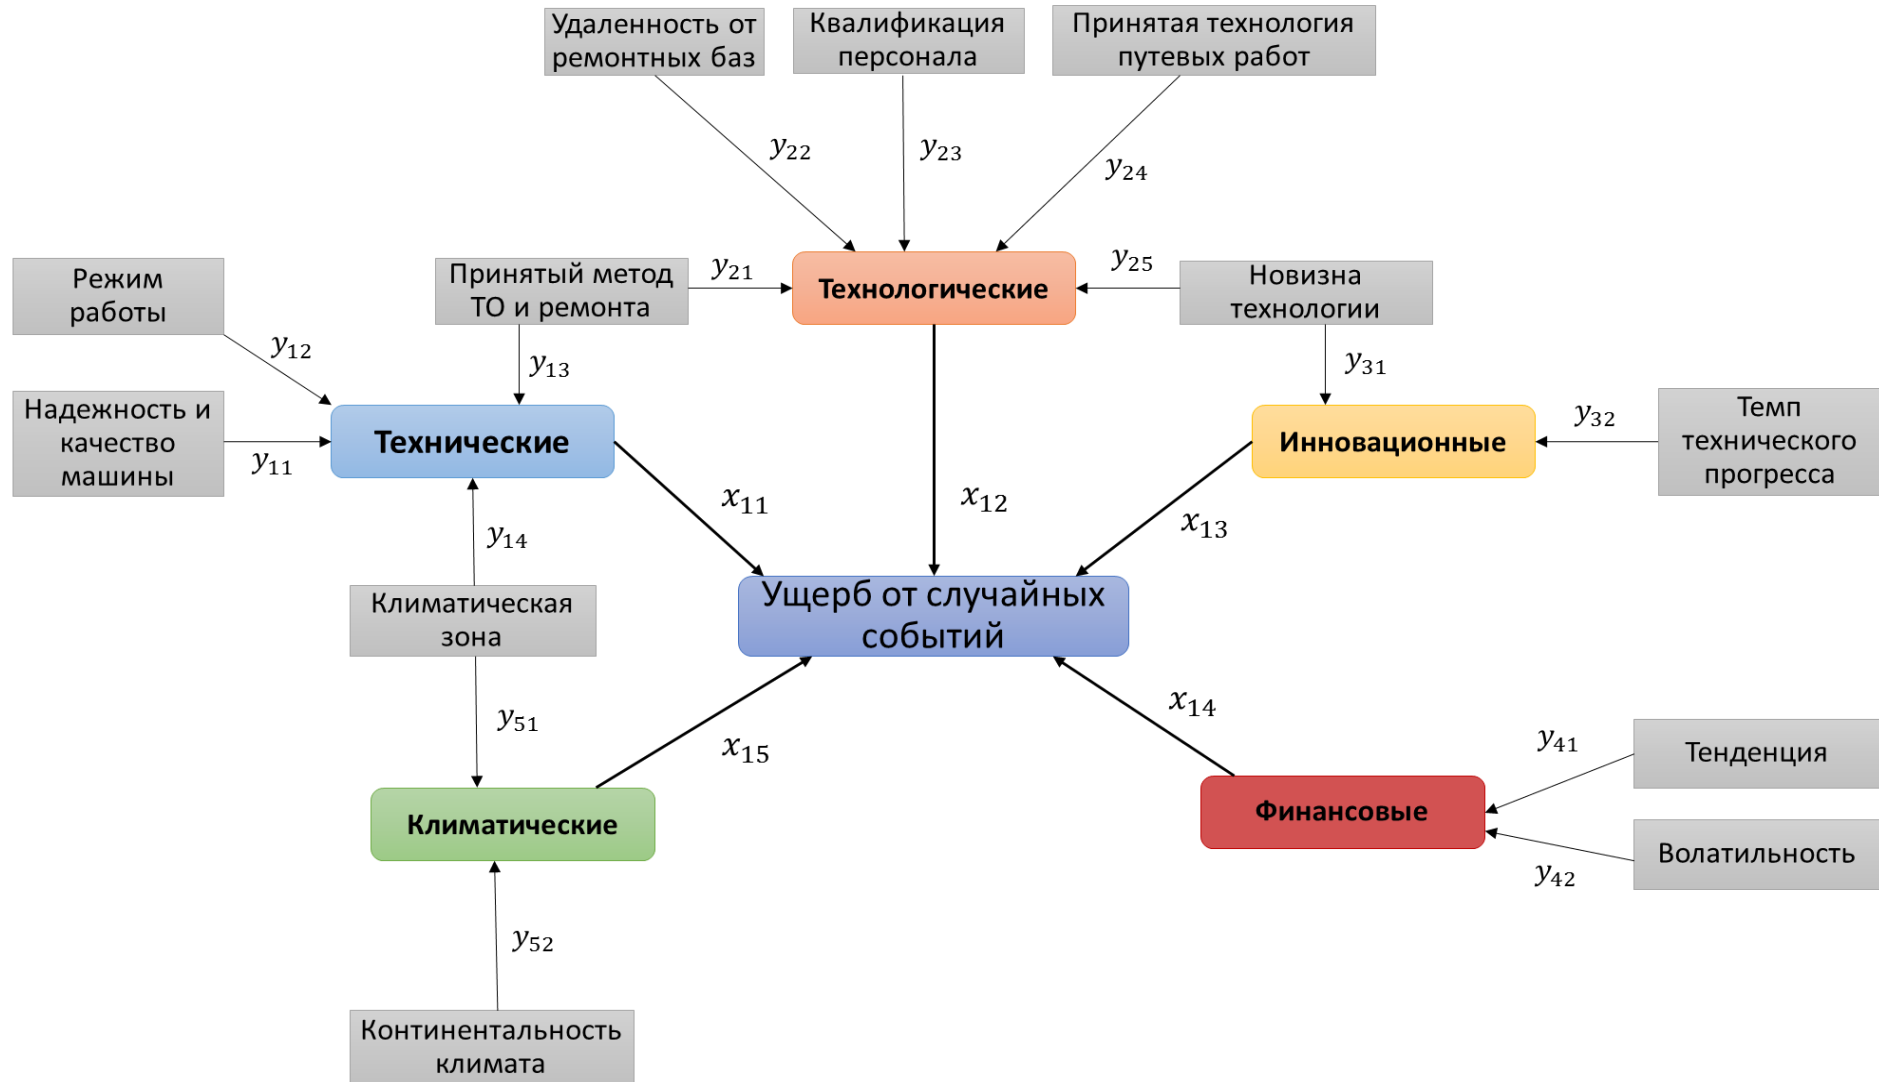 Удаленность от
ремонтных баз
Квалификация
персонала
Принятая технология
путевых работ
y₂₂
y₂₃
y₂₄
Режим
работы
Принятый метод
ТО и ремонта
y₂₁
Технологические
y₂₅
Новизна
технологии
y₁₂
y₁₃
y₃₁
Надежность и
качество
машины
y₁₁
Технические
Инновационные
y₃₂
Темп
технического
прогресса
x₁₁
x₁₂
x₁₃
y₁₄
Климатическая
зона
Ущерб от случайных
событий
y₅₁
x₁₅
x₁₄
y₄₁
Тенденция
Климатические
Финансовые
Волатильность
y₄₂
y₅₂
Континентальность
климата